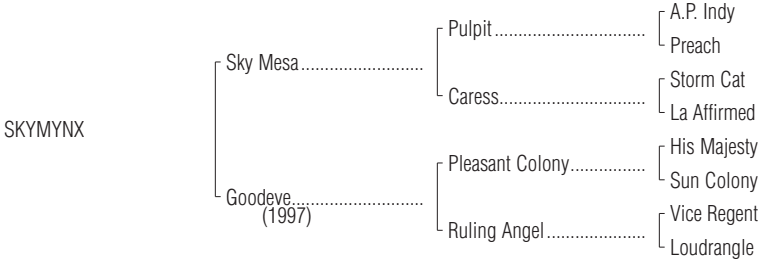 A.P. Indy
Pulpit..............................
Preach
Sky Mesa........................
Storm Cat
Caress.............................
La Affirmed
SKYMYNX
His Majesty
Pleasant Colony...............
Sun Colony
Goodeve..........................
(1997)
Vice Regent
Ruling Angel....................
Loudrangle